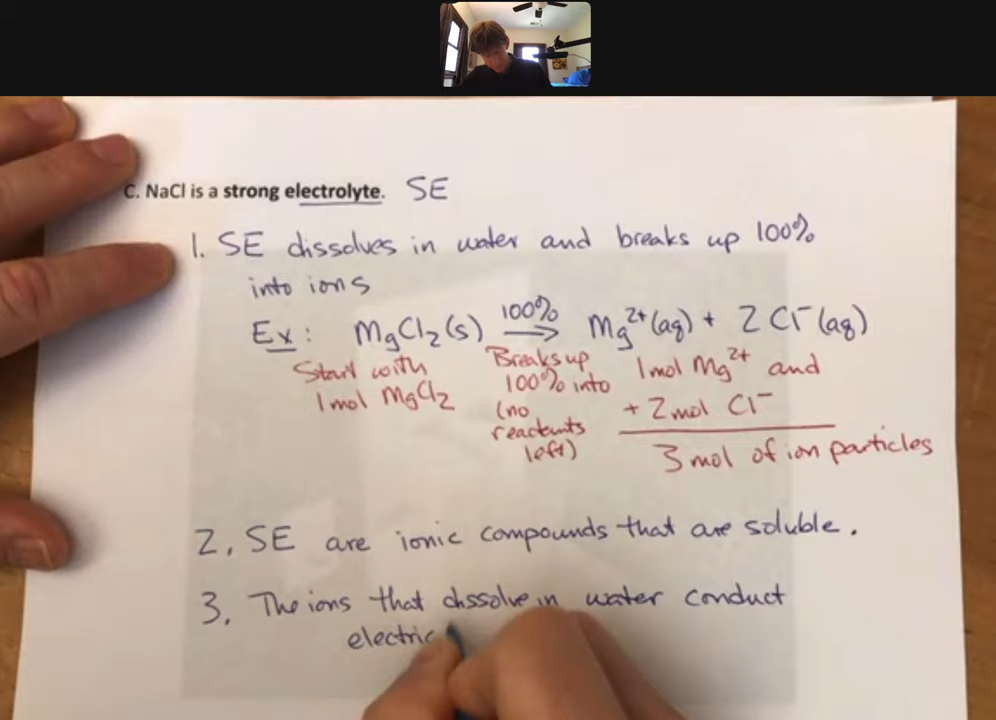 C. NaCl is a strong electrolyte. SE
1. SE dissolves in water and breaks up 100%
into ions
Ex: MgCl₂(s) —100%→ Mg²⁺(aq) + 2 Cl⁻(aq)
Start with
1 mol MgCl₂
Breaks up
100% into
(no
reactants
left)
1 mol Mg²⁺ and
+ 2 mol Cl⁻
3 mol of ion particles
2. SE are ionic compounds that are soluble.
3. The ions that dissolve in water conduct
electric